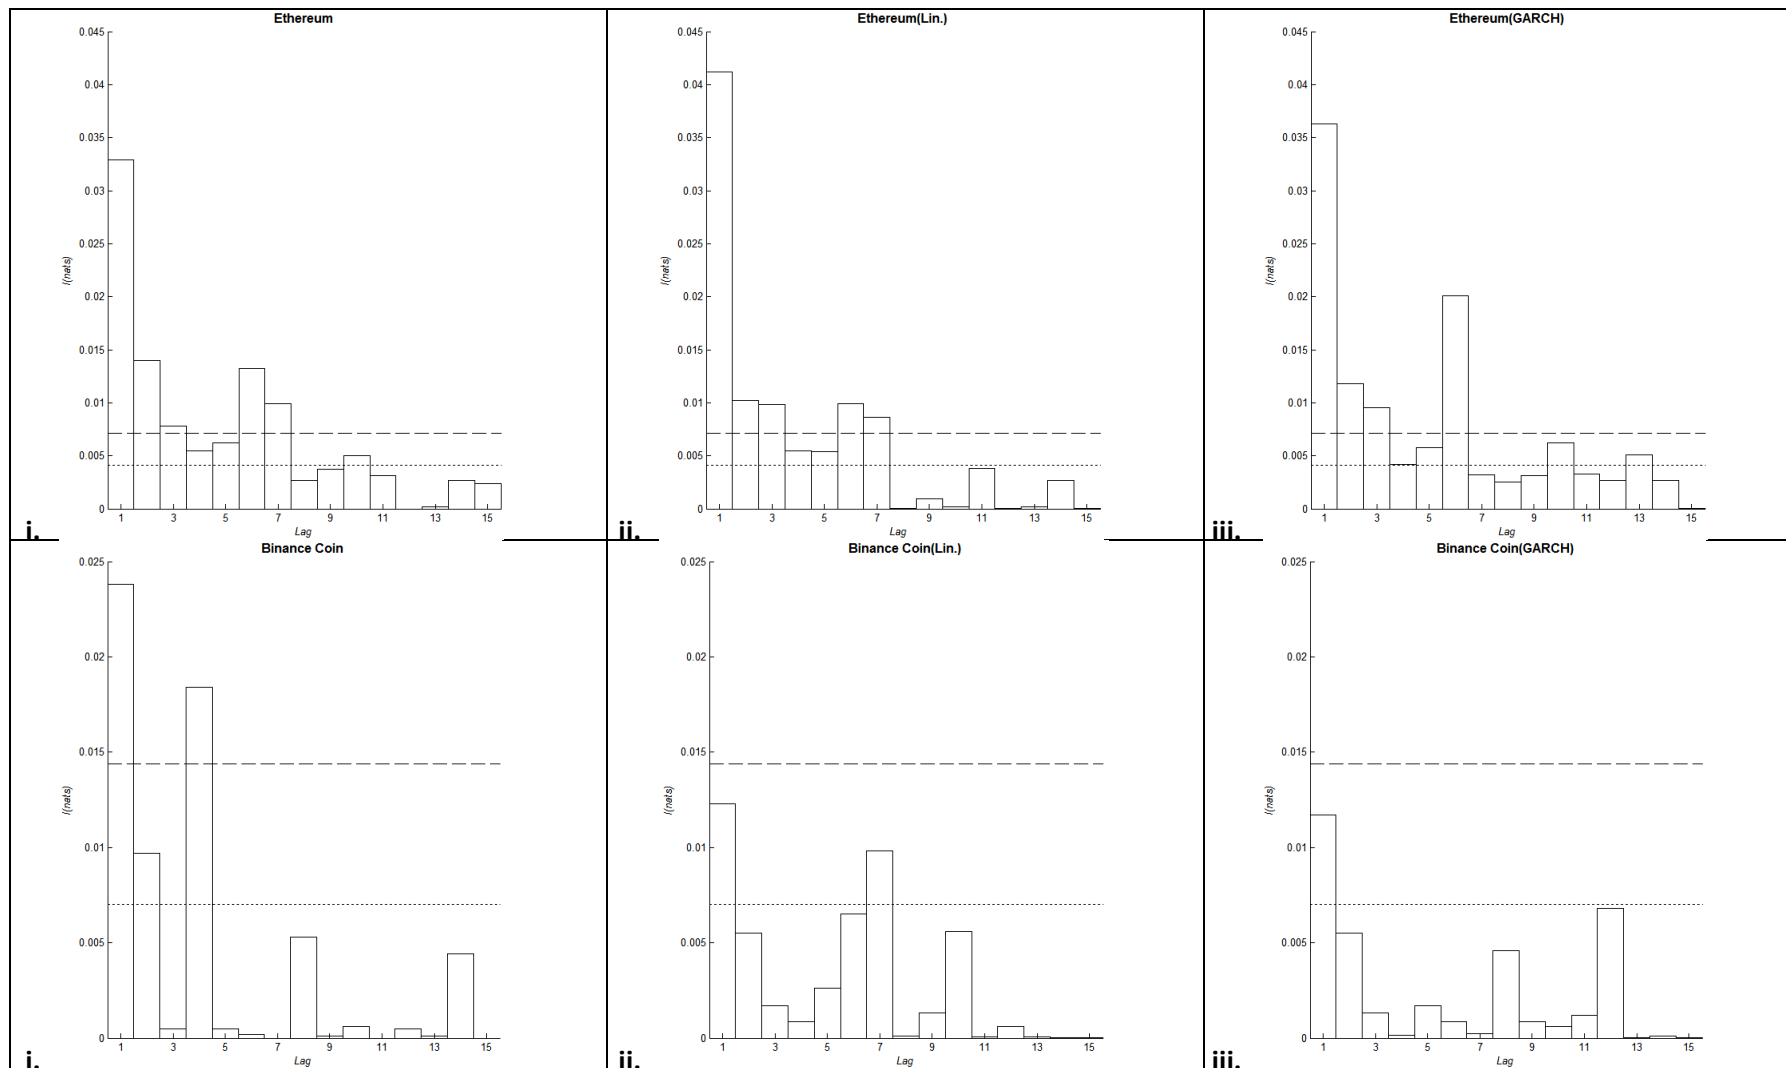 Ethereum
0.045
0.04
0.035
0.03
0.025
0.02
0.015
0.01
0.005
0
I(nats)
1 3 5 7 9 11 13 15
Lag
i.
Ethereum(Lin.)
0.045
0.04
0.035
0.03
0.025
0.02
0.015
0.01
0.005
0
I(nats)
1 3 5 7 9 11 13 15
Lag
ii.
Ethereum(GARCH)
0.045
0.04
0.035
0.03
0.025
0.02
0.015
0.01
0.005
0
I(nats)
1 3 5 7 9 11 13 15
Lag
iii.
Binance Coin
0.025
0.02
0.015
0.01
0.005
0
I(nats)
1 3 5 7 9 11 13 15
Lag
i.
Binance Coin(Lin.)
0.025
0.02
0.015
0.01
0.005
0
I(nats)
1 3 5 7 9 11 13 15
Lag
ii.
Binance Coin(GARCH)
0.025
0.02
0.015
0.01
0.005
0
I(nats)
1 3 5 7 9 11 13 15
Lag
iii.